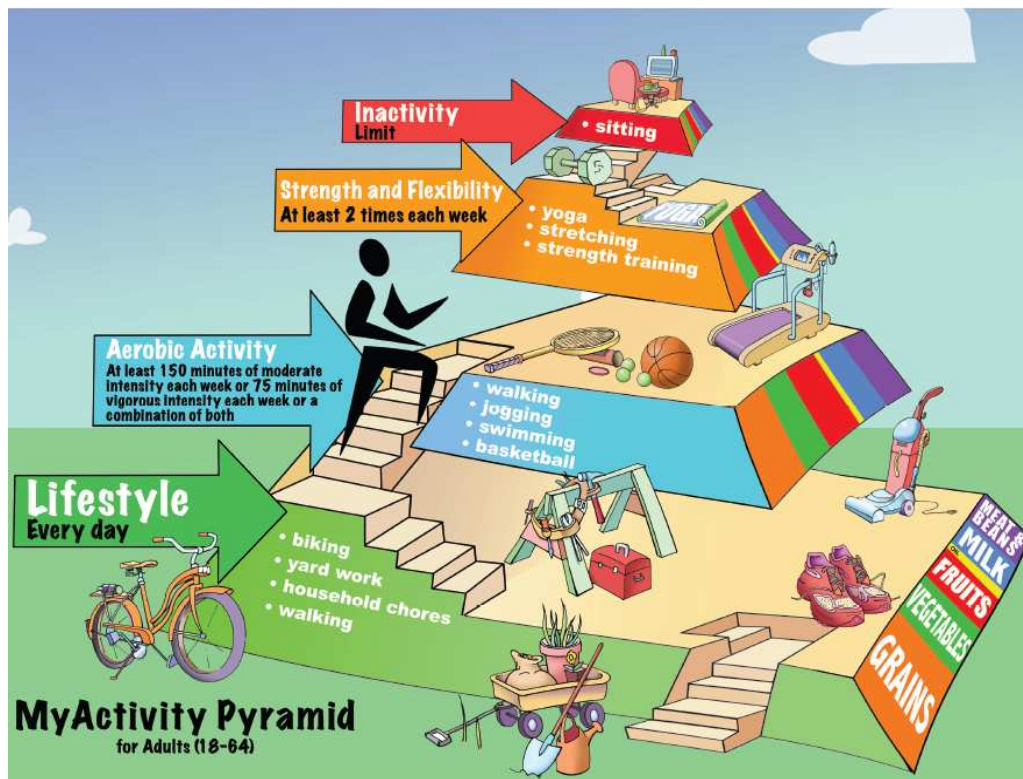 Inactivity
Limit
• sitting
Strength and Flexibility
At least 2 times each week
5
YOGA
• yoga
• stretching
• strength training
Aerobic Activity
At least 150 minutes of moderate
intensity each week or 75 minutes of
vigorous intensity each week or a
combination of both
• walking
• jogging
• swimming
• basketball
Lifestyle
Every day
• biking
• yard work
• household chores
• walking
MEAT &
BEANS
MILK
OIL
FRUITS
VEGETABLES
GRAINS
MyActivity Pyramid
for Adults (18-64)